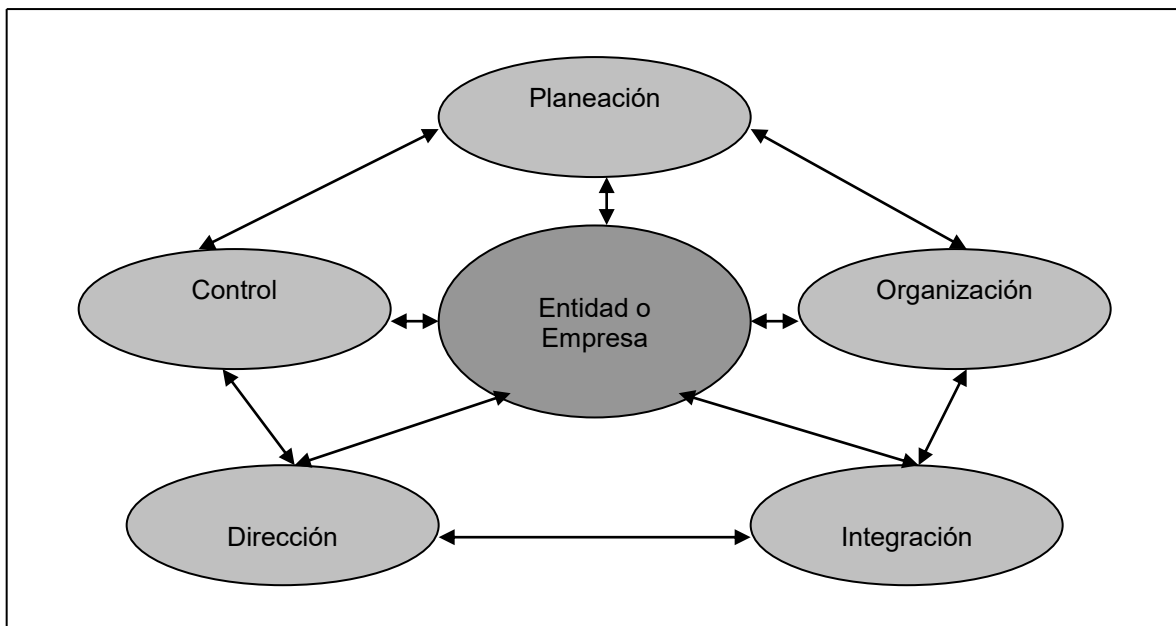 Planeación
Control
Entidad o
Empresa
Organización
Dirección
Integración